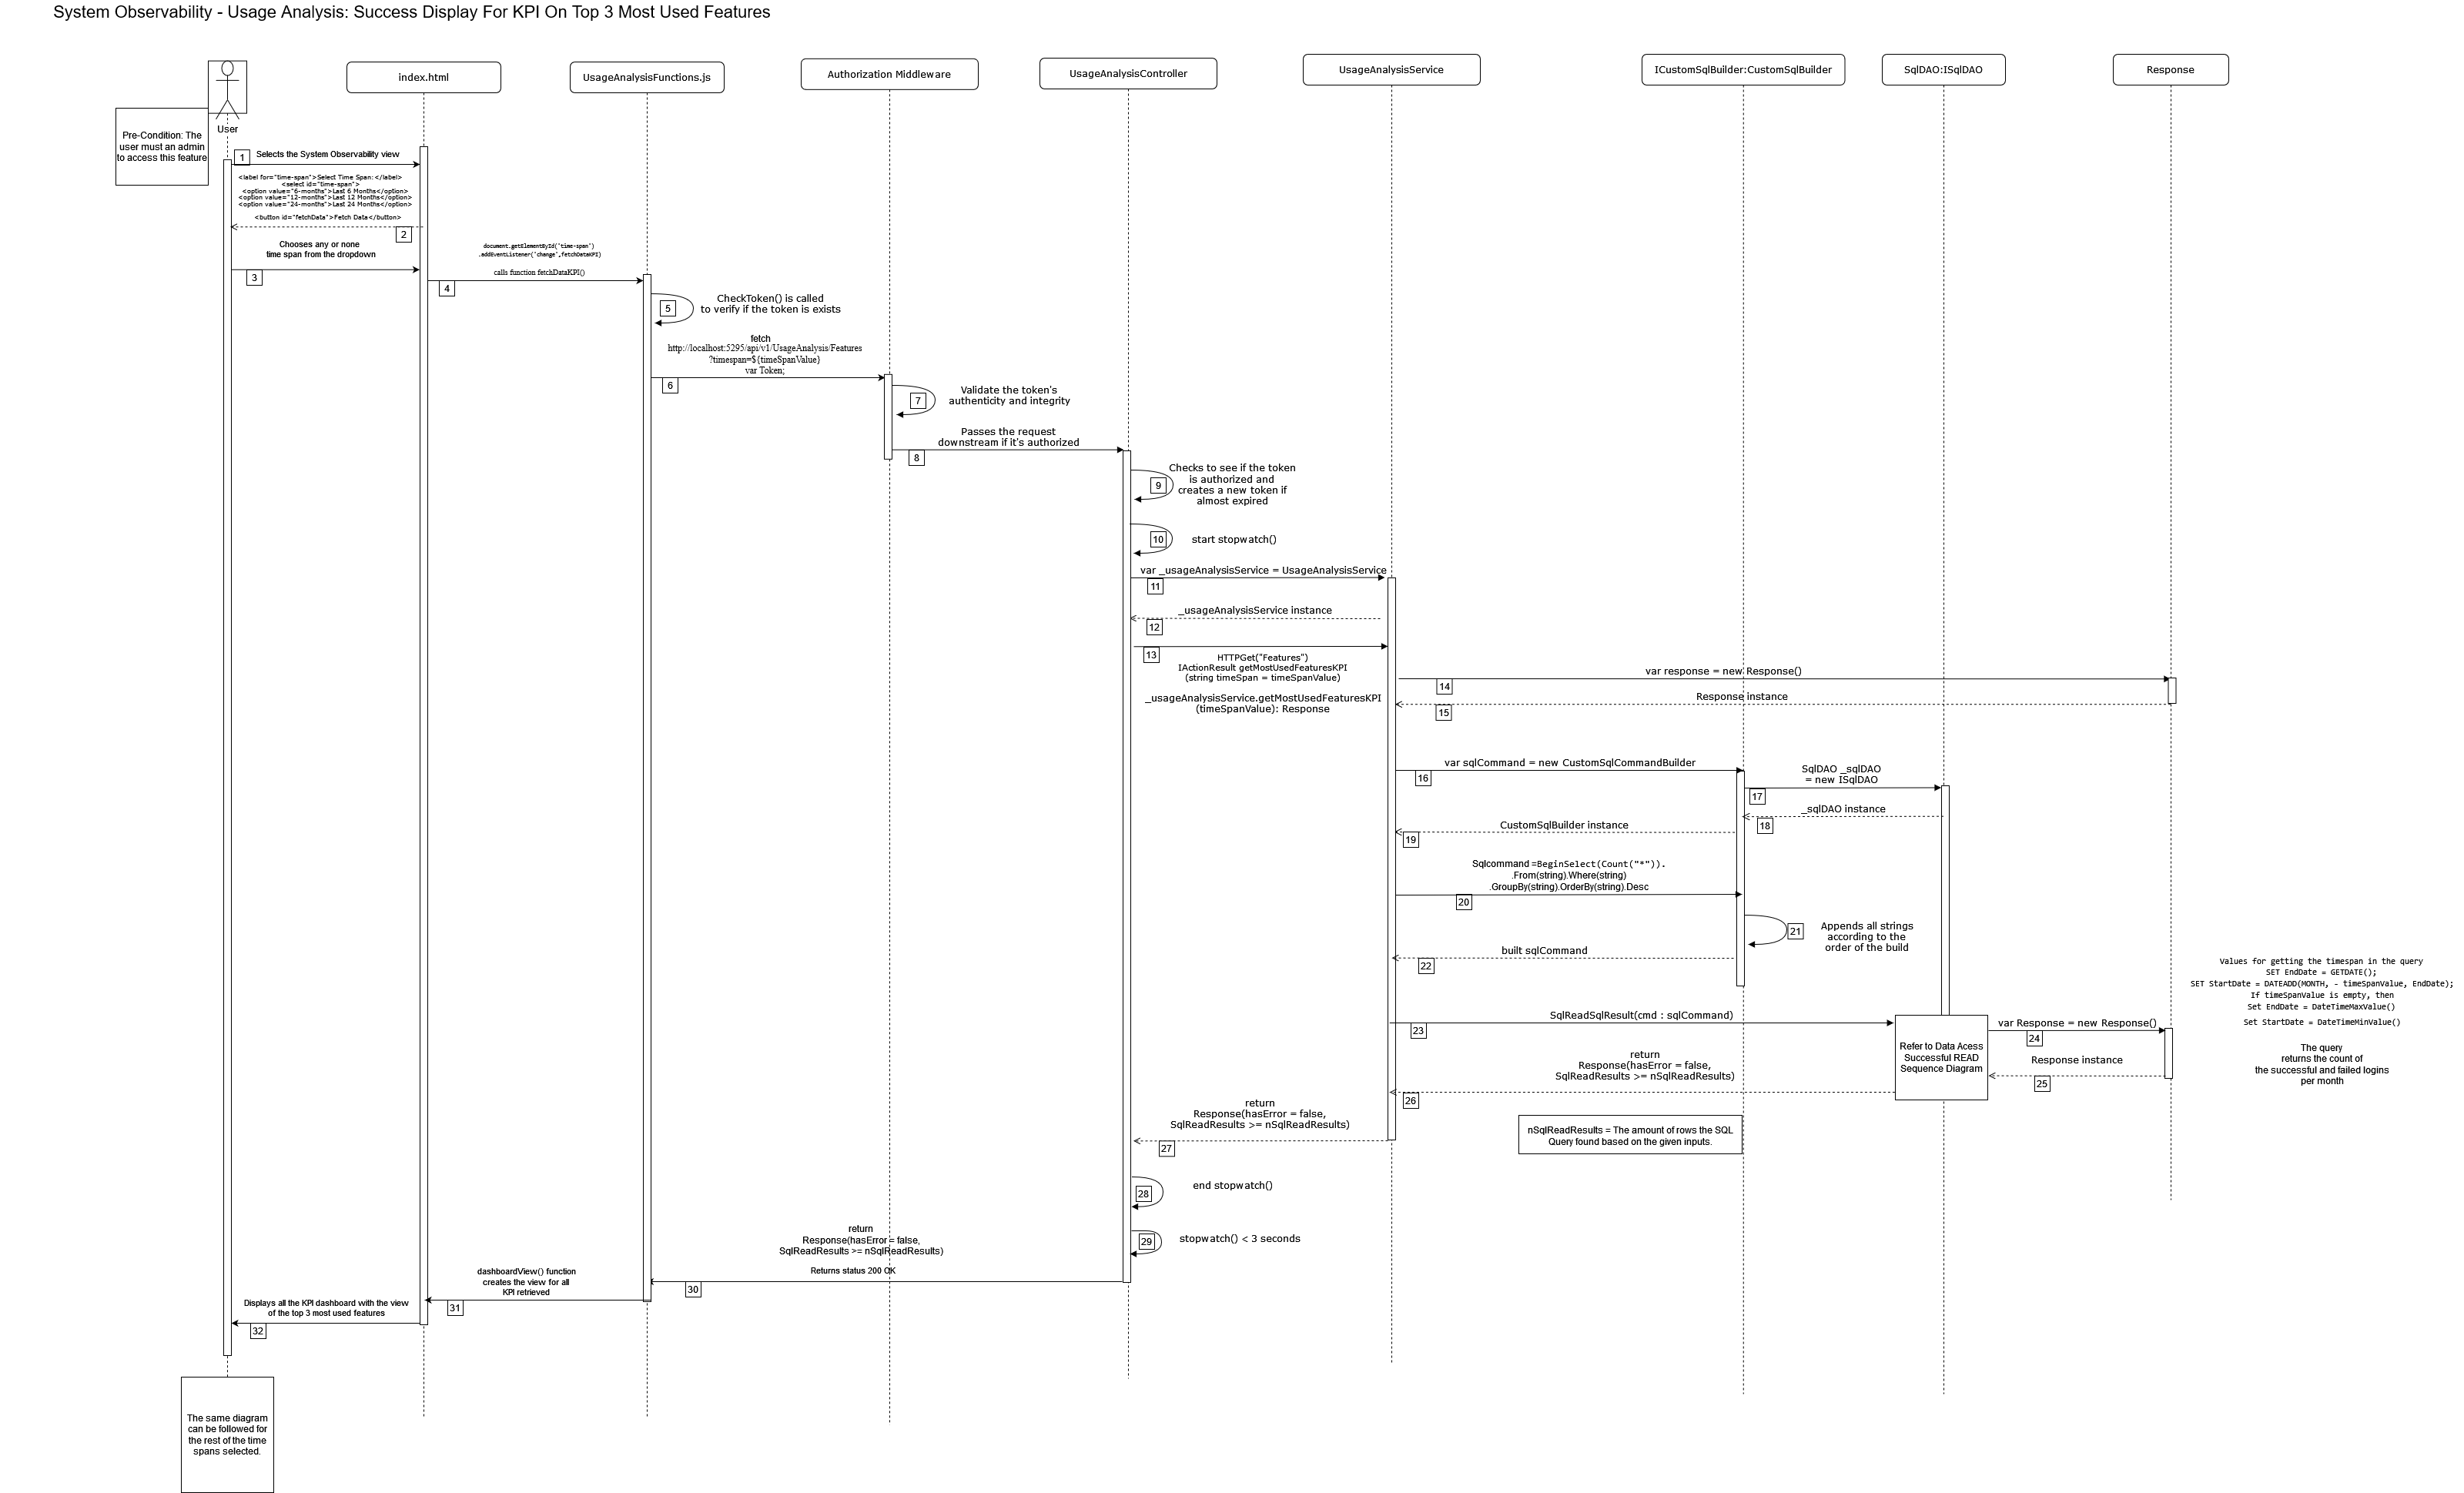 System Observability - Usage Analysis: Success Display For KPI On Top 3 Most Used Features
User
index.html
UsageAnalysisFunctions.js
Authorization Middleware
UsageAnalysisController
UsageAnalysisService
ICustomSqlBuilder:CustomSqlBuilder
SqlDAO:ISqlDAO
Response
Pre-Condition: The
user must an admin
to access this feature
1
Selects the System Observability view
<label for="time-span">Select Time Span:</label>
<select id="time-span">
<option value="6-months">Last 6 Months</option>
<option value="12-months">Last 12 Months</option>
<option value="24-months">Last 24 Months</option>
<button id="fetchData">Fetch Data</button>
2
Chooses any or none
time span from the dropdown
3
document.getElementById('time-span')
.addEventListener('change',fetchDataKPI)
calls function fetchDataKPI()
4
5
CheckToken() is called
to verify if the token is exists
fetch
http://localhost:5295/api/v1/UsageAnalysis/Features
?timespan=${timeSpanValue}
var Token;
6
7
Validate the token's
authenticity and integrity
Passes the request
downstream if it's authorized
8
9
Checks to see if the token
is authorized and
creates a new token if
almost expired
10
start stopwatch()
var _usageAnalysisService = UsageAnalysisService
11
_usageAnalysisService instance
12
13
HTTPGet("Features")
IActionResult getMostUsedFeaturesKPI
(string timeSpan = timeSpanValue)
_usageAnalysisService.getMostUsedFeaturesKPI
(timeSpanValue): Response
var response = new Response()
14
Response instance
15
var sqlCommand = new CustomSqlCommandBuilder
16
SqlDAO _sqlDAO
= new ISqlDAO
17
_sqlDAO instance
18
CustomSqlBuilder instance
19
Sqlcommand =BeginSelect(Count("*")).
.From(string).Where(string)
.GroupBy(string).OrderBy(string).Desc
20
21
Appends all strings
according to the
order of the build
built sqlCommand
22
Values for getting the timespan in the query
SET EndDate = GETDATE();
SET StartDate = DATEADD(MONTH, - timeSpanValue, EndDate);
If timeSpanValue is empty, then
Set EndDate = DateTimeMaxValue()
Set StartDate = DateTimeMinValue()
The query
returns the count of
the successful and failed logins
per month
SqlReadSqlResult(cmd : sqlCommand)
23
Refer to Data Acess
Successful READ
Sequence Diagram
var Response = new Response()
24
Response instance
25
return
Response(hasError = false,
SqlReadResults >= nSqlReadResults)
26
nSqlReadResults = The amount of rows the SQL
Query found based on the given inputs.
return
Response(hasError = false,
SqlReadResults >= nSqlReadResults)
27
28
end stopwatch()
29
stopwatch() < 3 seconds
return
Response(hasError = false,
SqlReadResults >= nSqlReadResults)
Returns status 200 OK
30
dashboardView() function
creates the view for all
KPI retrieved
31
Displays all the KPI dashboard with the view
of the top 3 most used features
32
The same diagram
can be followed for
the rest of the time
spans selected.